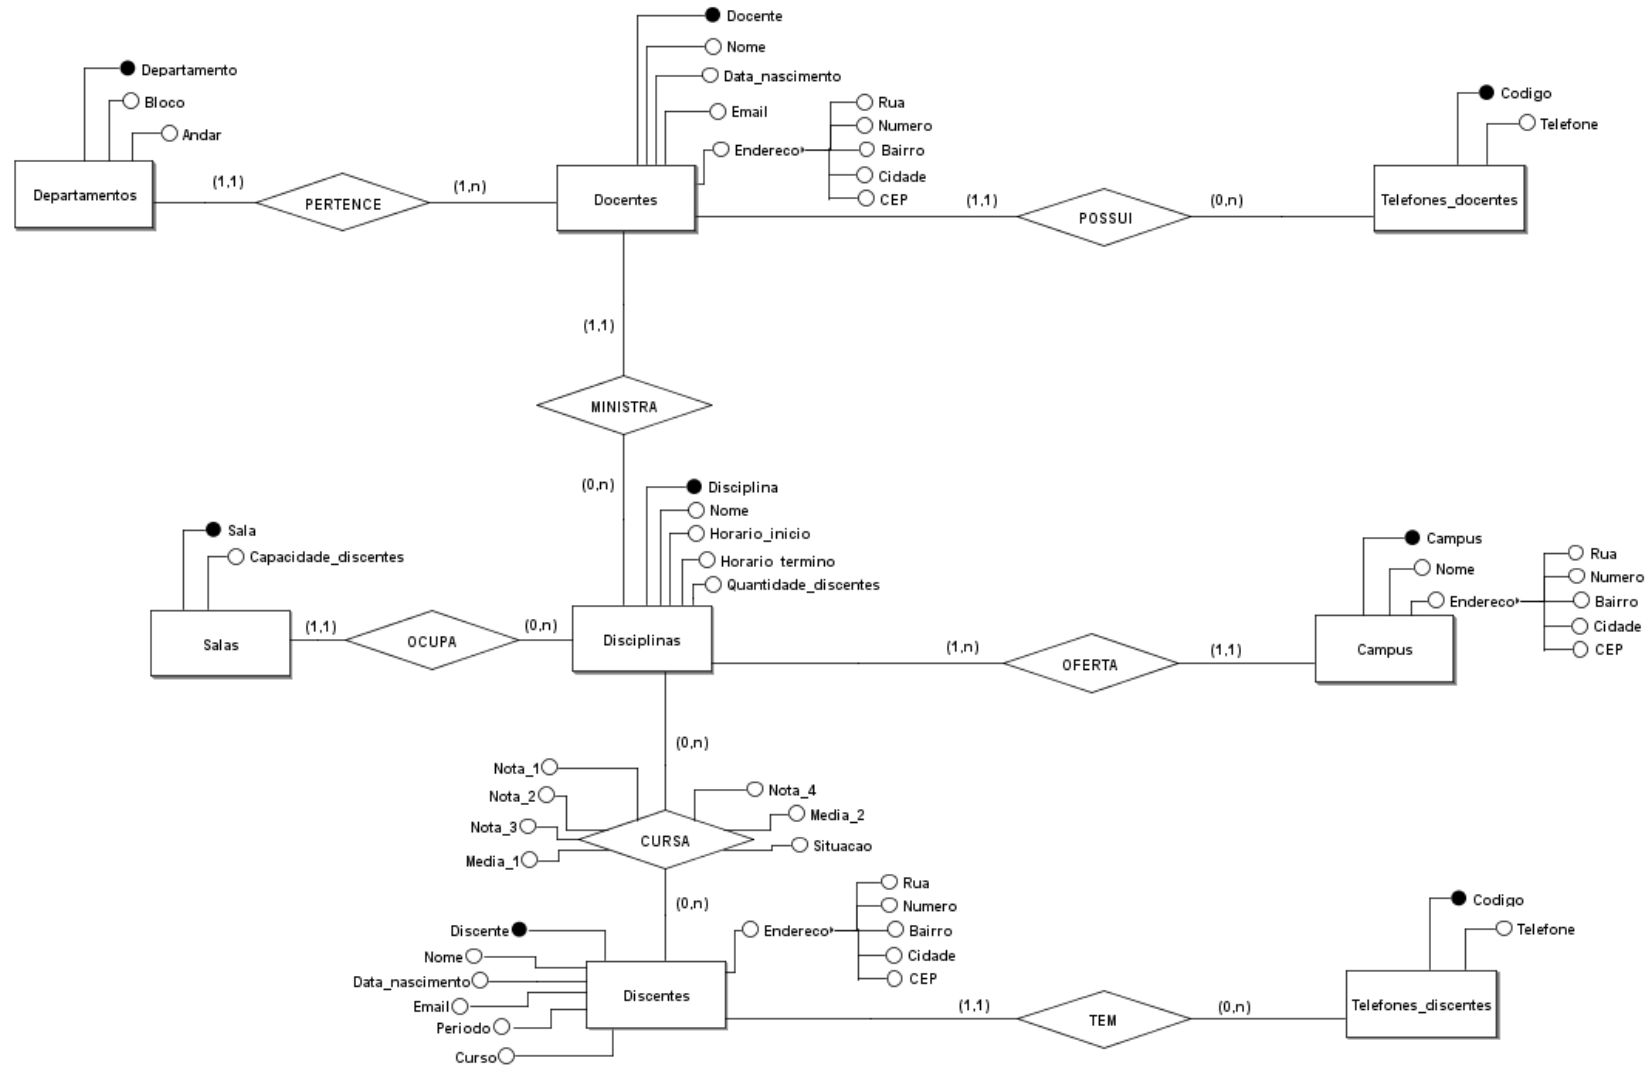 Docente
Nome
Data_nascimento
Email
Endereco
Rua
Numero
Bairro
Cidade
CEP
Departamento
Bloco
Andar
Departamentos
(1,1)
PERTENCE
(1,n)
Docentes
(1,1)
POSSUI
(0,n)
Codigo
Telefone
Telefones_docentes
(1,1)
MINISTRA
(0,n)
Disciplina
Nome
Horario_inicio
Horario termino
Quantidade_discentes
Sala
Capacidade_discentes
Salas
(1,1)
OCUPA
(0,n)
Disciplinas
(1,n)
OFERTA
(1,1)
Campus
Nome
Endereco
Rua
Numero
Bairro
Cidade
CEP
Campus
(0,n)
Nota_1
Nota_2
Nota_3
Media_1
CURSA
Nota_4
Media_2
Situacao
(0,n)
Discente
Nome
Data_nascimento
Email
Periodo
Curso
Discentes
Endereco
Rua
Numero
Bairro
Cidade
CEP
(1,1)
TEM
(0,n)
Codigo
Telefone
Telefones_discentes